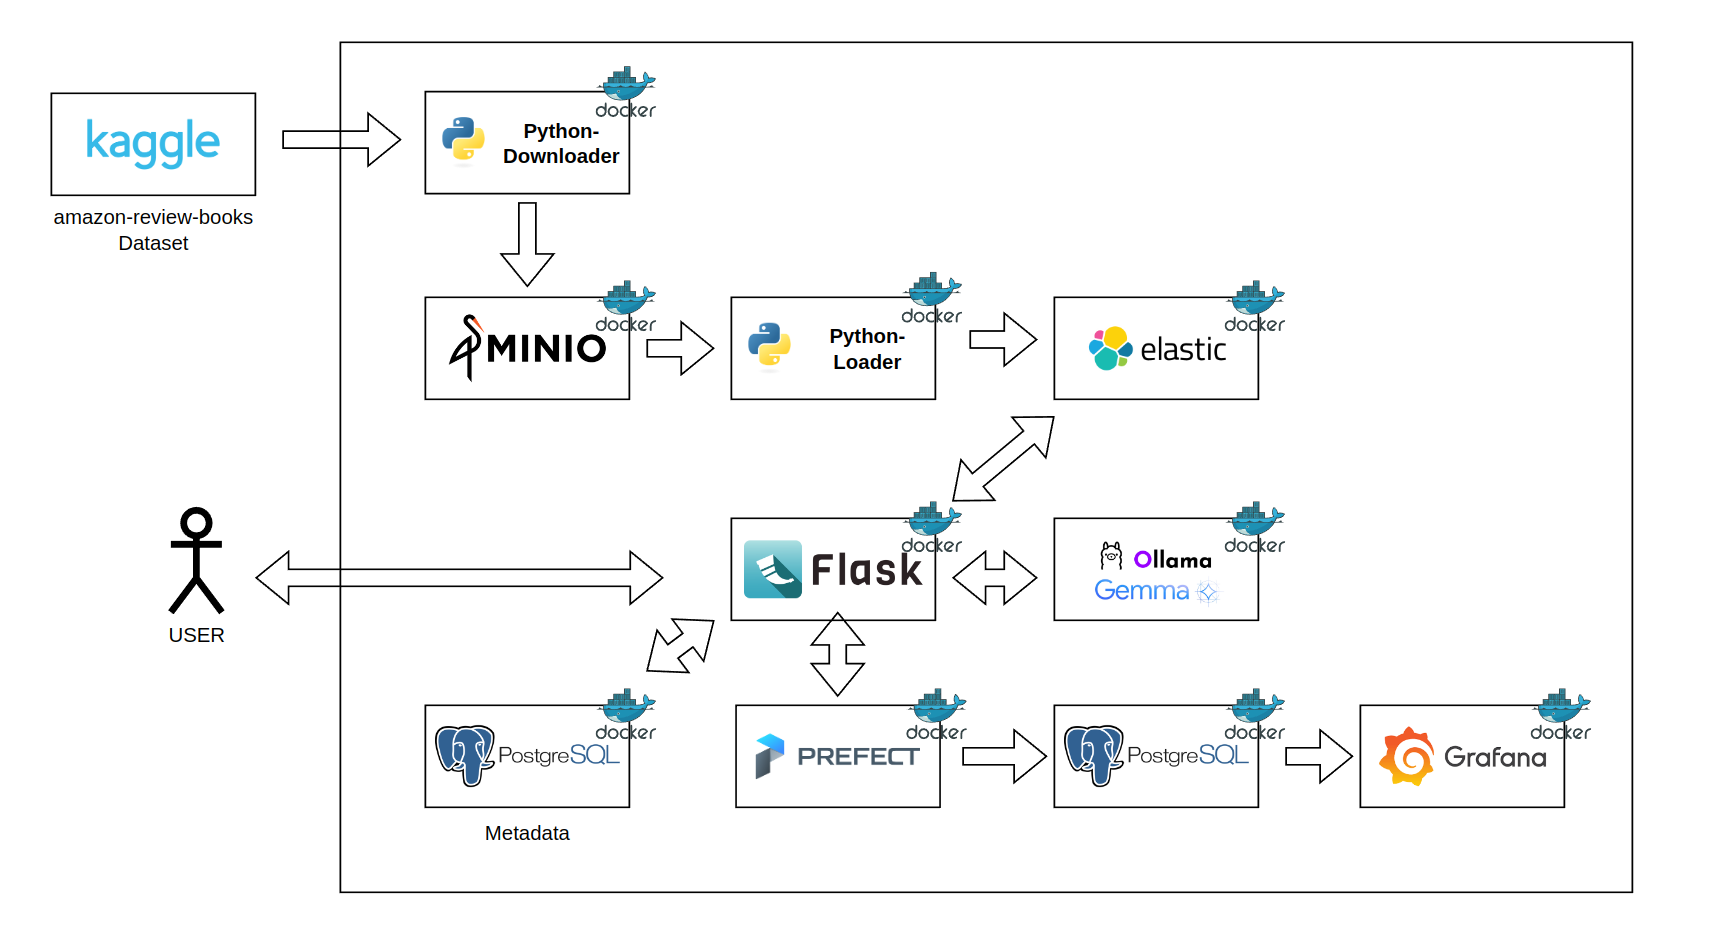 kaggle
amazon-review-books
Dataset
docker
Python-
Downloader
docker
MINIO
docker
Python-
Loader
docker
elastic
USER
docker
Flask
docker
Ollama
Gemma
docker
PostgreSQL
Metadata
docker
PREFECT
docker
PostgreSQL
docker
Grafana